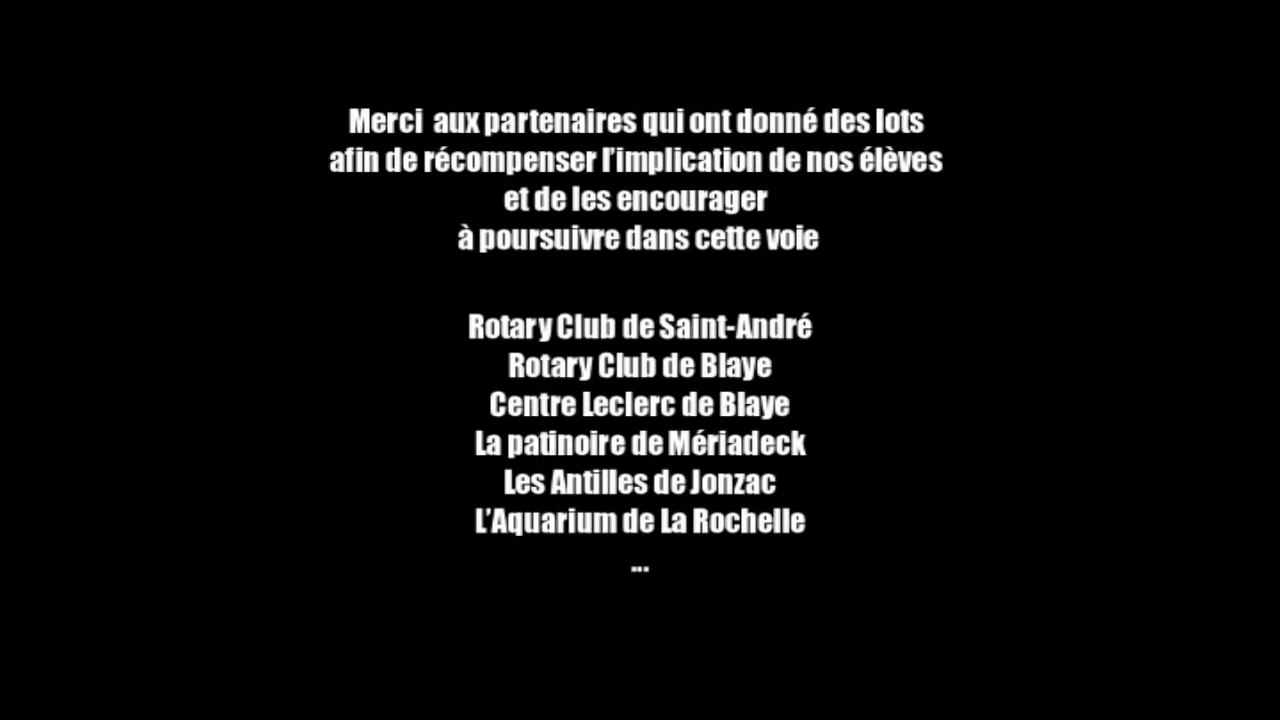 Merci aux partenaires qui ont donné des lots
afin de récompenser l’implication de nos élèves
et de les encourager
à poursuivre dans cette voie
Rotary Club de Saint-André
Rotary Club de Blaye
Centre Leclerc de Blaye
La patinoire de Mériadeck
Les Antilles de Jonzac
L’Aquarium de La Rochelle
...